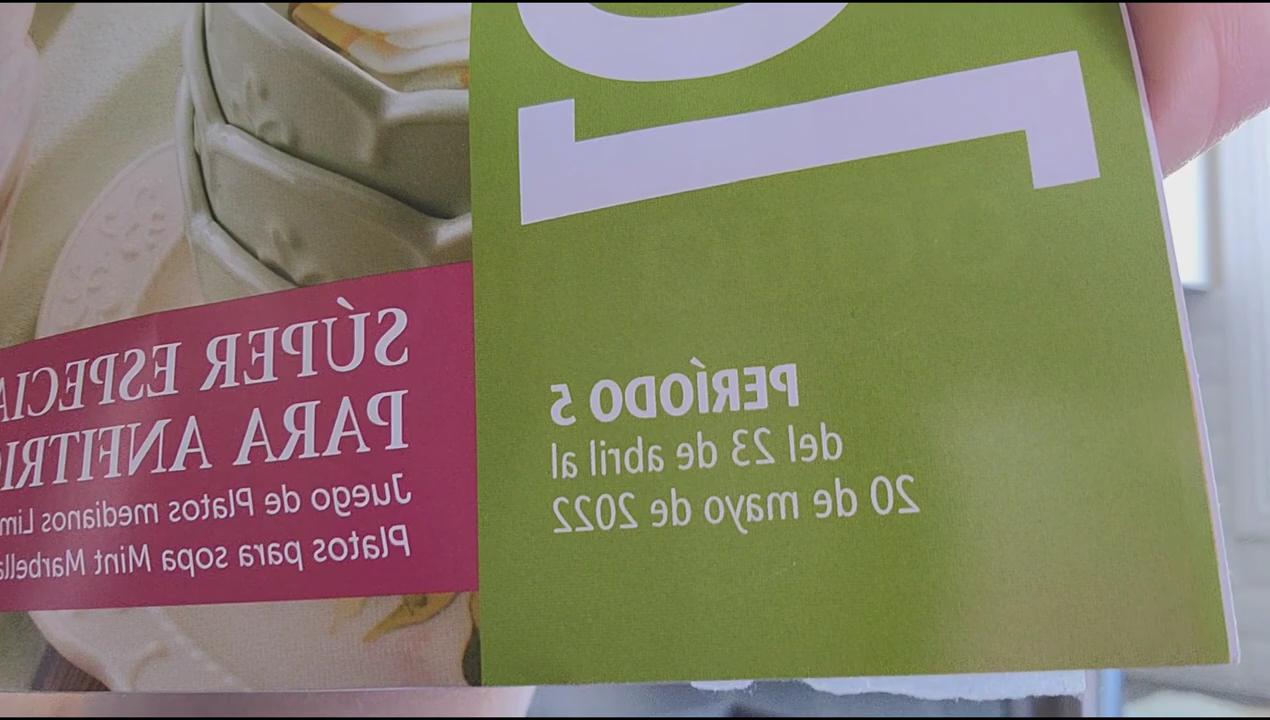 SÚPER ESPECIA
PARA ANFITRI
Juego de Platos medianos Lim
Platos para sopa Mint Marbella
PERÍODO 5
del 23 de abril al
20 de mayo de 2022